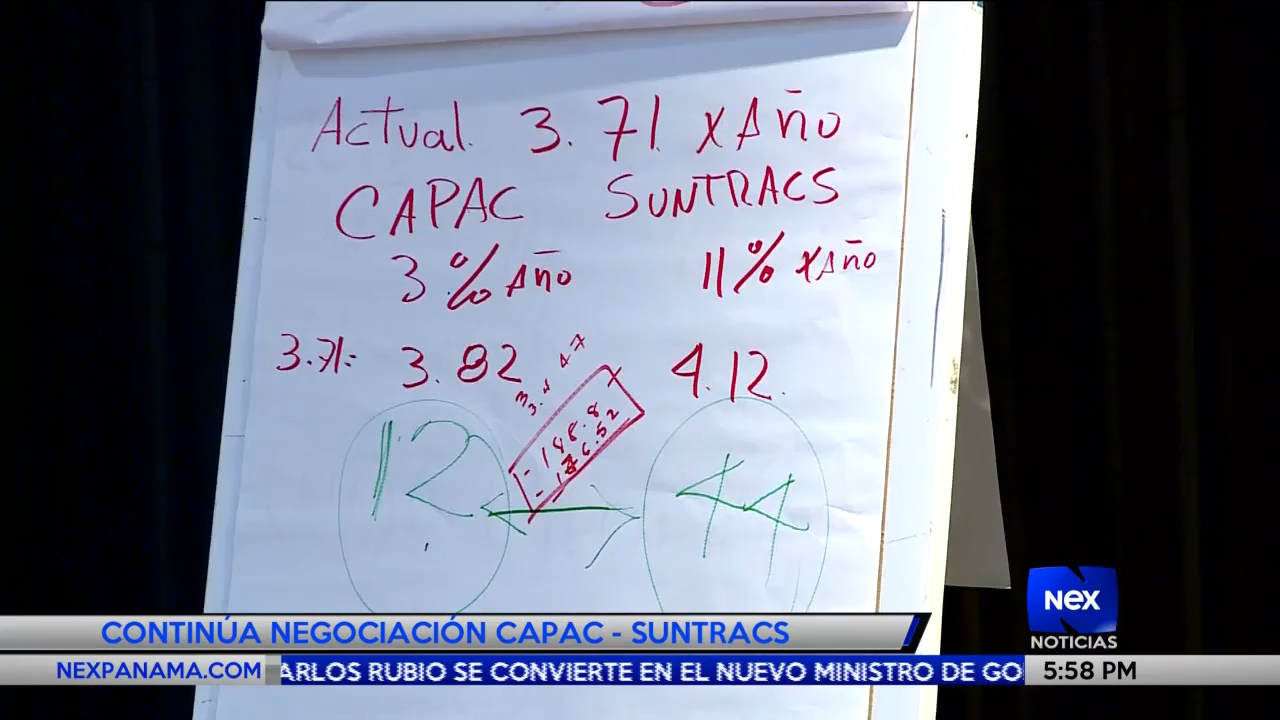 Actual. 3.71 x Año
CAPAC SUNTRACS
3% Año 11% x Año
3.71: 3.82 4.12.
12 44
CONTINÚA NEGOCIACIÓN CAPAC - SUNTRACS
NEX
NOTICIAS
NEXPANAMA.COM ARLOS RUBIO SE CONVIERTE EN EL NUEVO MINISTRO DE GO 5:58 PM